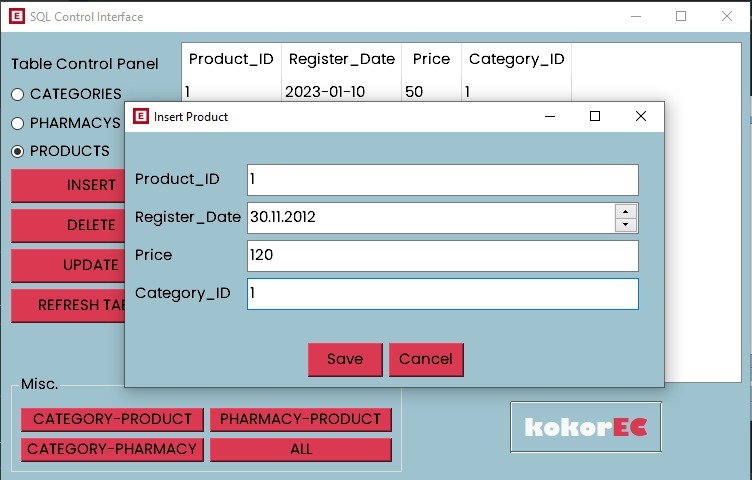 SQL Control Interface
Table Control Panel
CATEGORIES
PHARMACYS
PRODUCTS
INSERT
DELETE
UPDATE
REFRESH TAB
Product_ID Register_Date Price Category_ID
1 2023-01-10 50 1
Insert Product
Product_ID 1
Register_Date 30.11.2012
Price 120
Category_ID 1
Save Cancel
Misc.
CATEGORY-PRODUCT PHARMACY-PRODUCT
CATEGORY-PHARMACY ALL
kokorEC